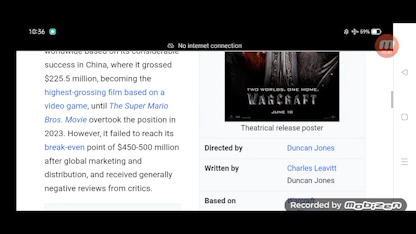 10:36
59%
No internet connection
worldwide based on its considerable
success in China, where it grossed
$225.5 million, becoming the
highest-grossing film based on a
video game, until The Super Mario
Bros. Movie overtook the position in
2023. However, it failed to reach its
break-even point of $450-500 million
after global marketing and
distribution, and received generally
negative reviews from critics.
TWO WORLDS. ONE HOME.
WARCRAFT
JUNE 10
Theatrical release poster
Directed by Duncan Jones
Written by Charles Leavitt
Duncan Jones
Based on
Recorded by Mobizen